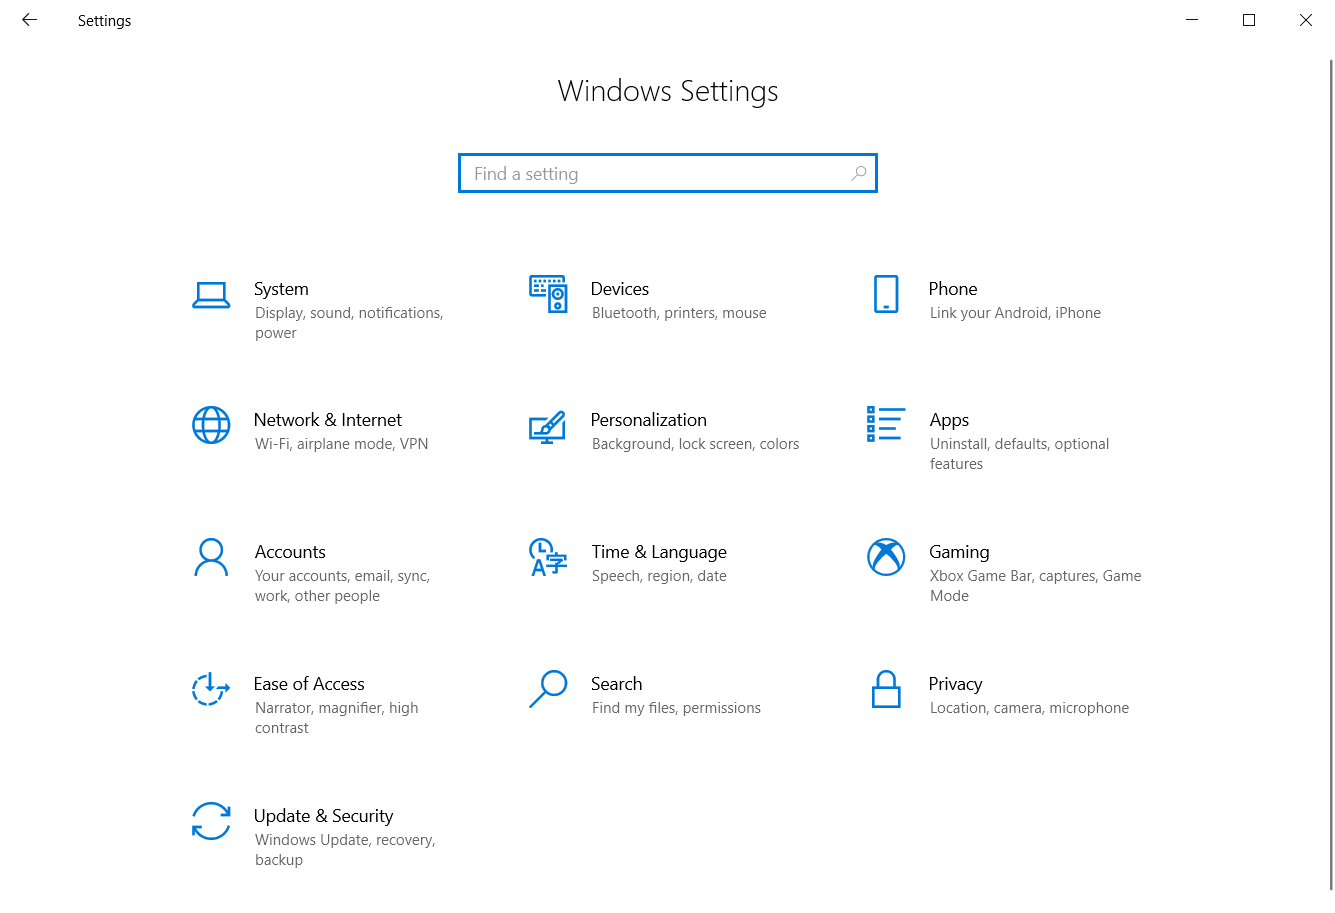 Settings
Windows Settings
Find a setting
System
Display, sound, notifications,
power
Devices
Bluetooth, printers, mouse
Phone
Link your Android, iPhone
Network & Internet
Wi-Fi, airplane mode, VPN
Personalization
Background, lock screen, colors
Apps
Uninstall, defaults, optional
features
Accounts
Your accounts, email, sync,
work, other people
Time & Language
Speech, region, date
Gaming
Xbox Game Bar, captures, Game
Mode
Ease of Access
Narrator, magnifier, high
contrast
Search
Find my files, permissions
Privacy
Location, camera, microphone
Update & Security
Windows Update, recovery,
backup